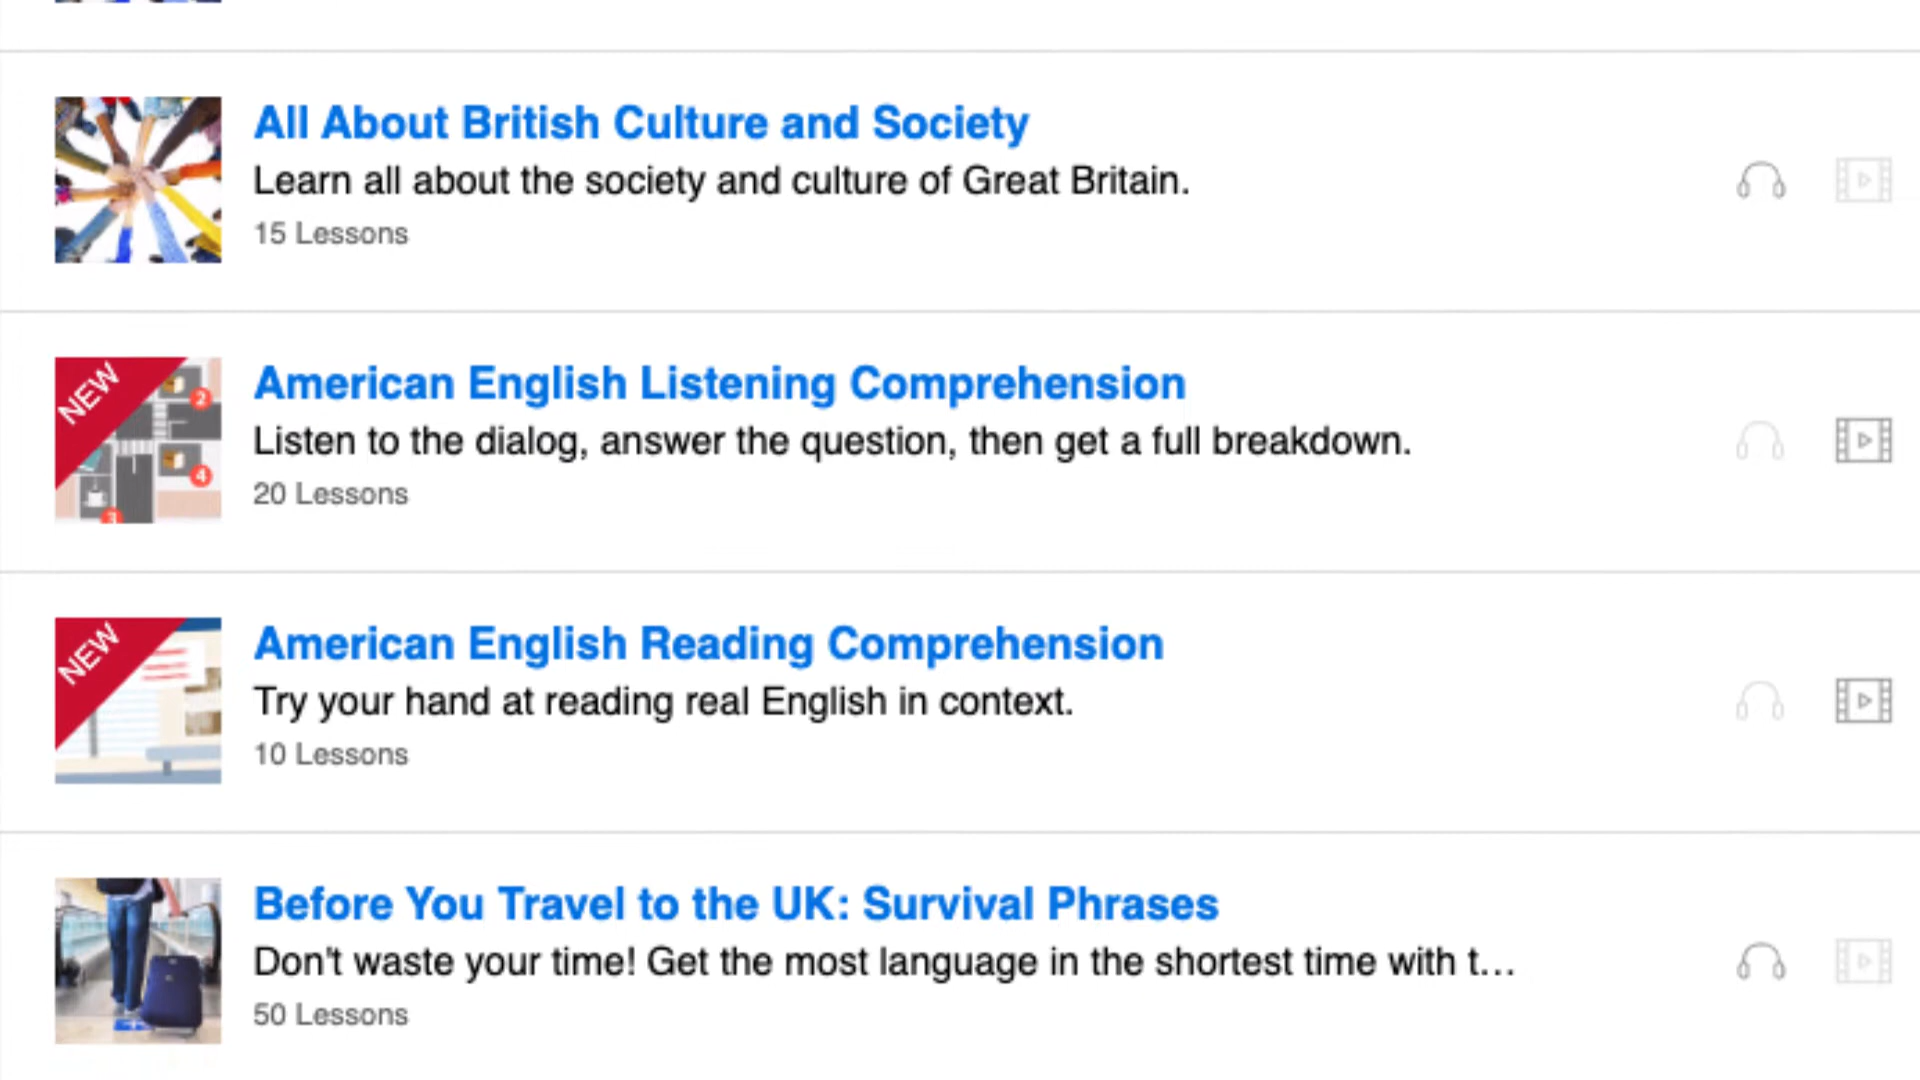 All About British Culture and Society
Learn all about the society and culture of Great Britain.
15 Lessons
NEW
2
4
3
American English Listening Comprehension
Listen to the dialog, answer the question, then get a full breakdown.
20 Lessons
NEW
American English Reading Comprehension
Try your hand at reading real English in context.
10 Lessons
Before You Travel to the UK: Survival Phrases
Don't waste your time! Get the most language in the shortest time with t...
50 Lessons